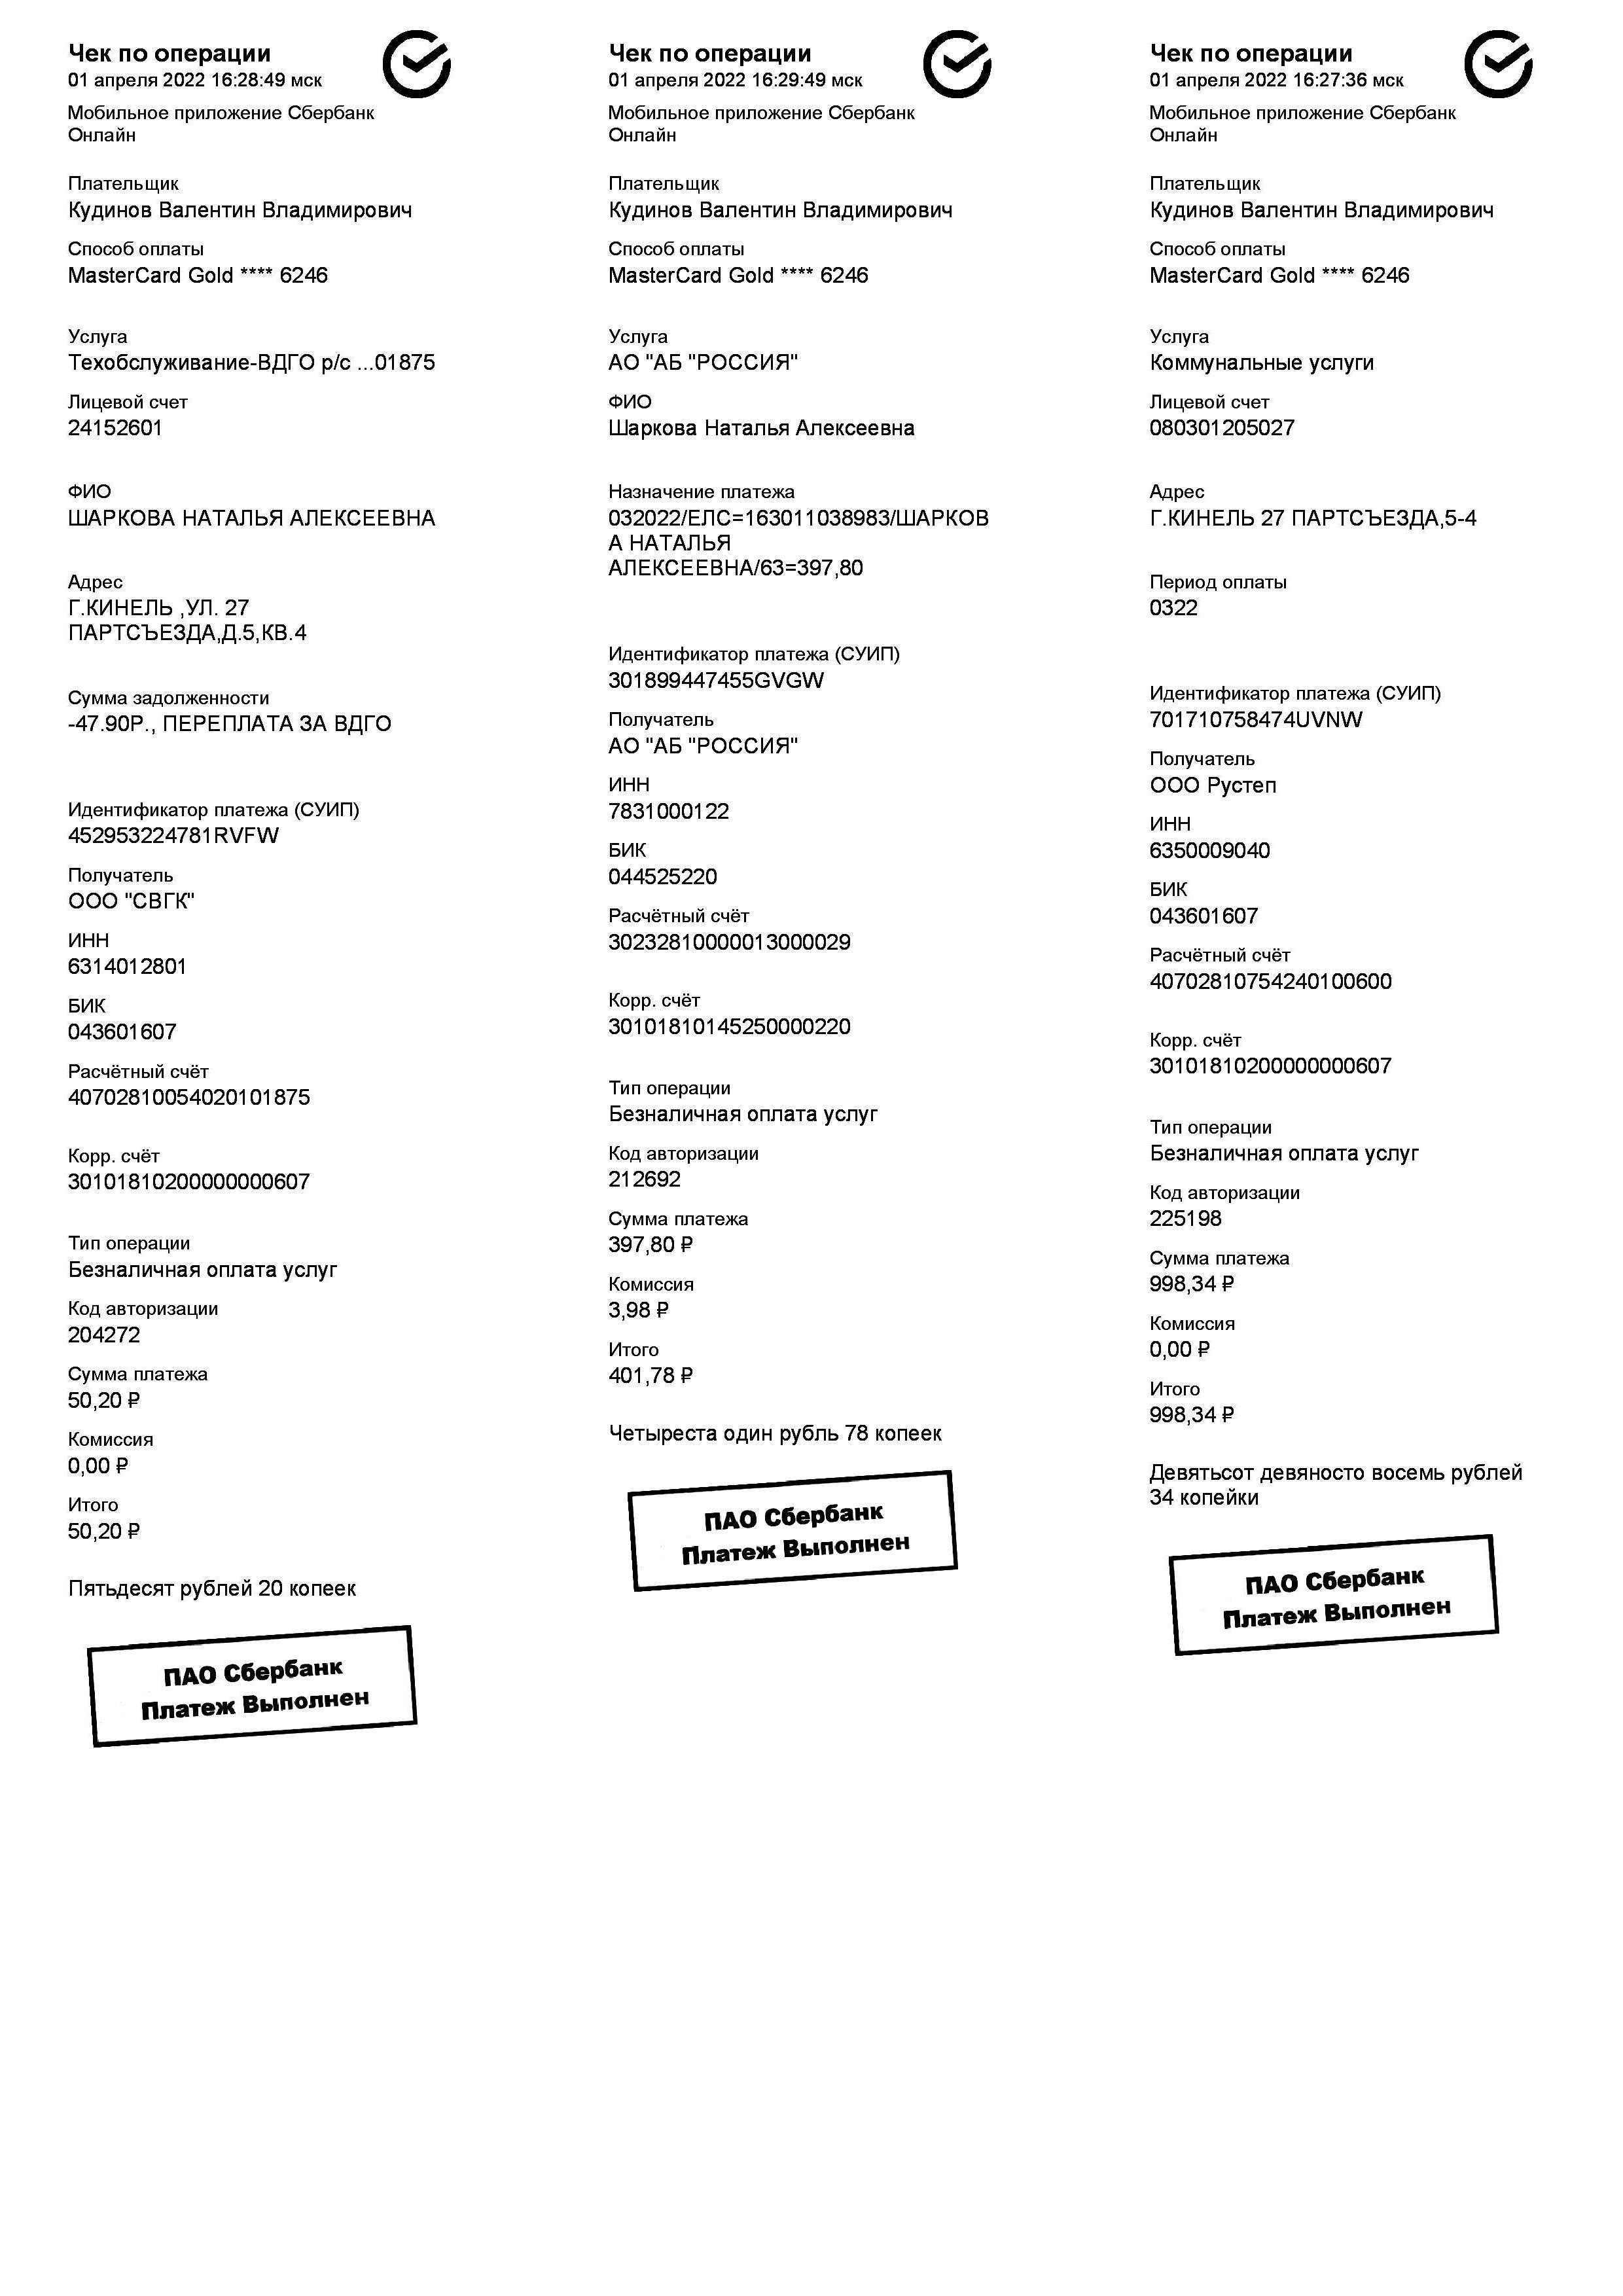 Чек по операции
01 апреля 2022 16:28:49 мск
Мобильное приложение Сбербанк
Онлайн
Плательщик
Кудинов Валентин Владимирович
Способ оплаты
MasterCard Gold **** 6246
Услуга
Техобслуживание-ВДГО р/с ...01875
Лицевой счет
24152601
ФИО
ШАРКОВА НАТАЛЬЯ АЛЕКСЕЕВНА
Адрес
Г.КИНЕЛЬ ,УЛ. 27
ПАРТСЪЕЗДА,Д.5,КВ.4
Сумма задолженности
-47.90Р., ПЕРЕПЛАТА ЗА ВДГО
Идентификатор платежа (СУИП)
452953224781RVFW
Получатель
ООО "СВГК"
ИНН
6314012801
БИК
043601607
Расчётный счёт
40702810054020101875
Корр. счёт
30101810200000000607
Тип операции
Безналичная оплата услуг
Код авторизации
204272
Сумма платежа
50,20 ₽
Комиссия
0,00 ₽
Итого
50,20 ₽
Пятьдесят рублей 20 копеек
ПАО Сбербанк
Платеж Выполнен
Чек по операции
01 апреля 2022 16:29:49 мск
Мобильное приложение Сбербанк
Онлайн
Плательщик
Кудинов Валентин Владимирович
Способ оплаты
MasterCard Gold **** 6246
Услуга
АО "АБ "РОССИЯ"
ФИО
Шаркова Наталья Алексеевна
Назначение платежа
032022/ЕЛС=163011038983/ШАРКОВ
А НАТАЛЬЯ
АЛЕКСЕЕВНА/63=397,80
Идентификатор платежа (СУИП)
301899447455GVGW
Получатель
АО "АБ "РОССИЯ"
ИНН
7831000122
БИК
044525220
Расчётный счёт
30232810000013000029
Корр. счёт
30101810145250000220
Тип операции
Безналичная оплата услуг
Код авторизации
212692
Сумма платежа
397,80 ₽
Комиссия
3,98 ₽
Итого
401,78 ₽
Четыреста один рубль 78 копеек
ПАО Сбербанк
Платеж Выполнен
Чек по операции
01 апреля 2022 16:27:36 мск
Мобильное приложение Сбербанк
Онлайн
Плательщик
Кудинов Валентин Владимирович
Способ оплаты
MasterCard Gold **** 6246
Услуга
Коммунальные услуги
Лицевой счет
080301205027
Адрес
Г.КИНЕЛЬ 27 ПАРТСЪЕЗДА,5-4
Период оплаты
0322
Идентификатор платежа (СУИП)
701710758474UVNW
Получатель
ООО Рустеп
ИНН
6350009040
БИК
043601607
Расчётный счёт
40702810754240100600
Корр. счёт
30101810200000000607
Тип операции
Безналичная оплата услуг
Код авторизации
225198
Сумма платежа
998,34 ₽
Комиссия
0,00 ₽
Итого
998,34 ₽
Девятьсот девяносто восемь рублей
34 копейки
ПАО Сбербанк
Платеж Выполнен